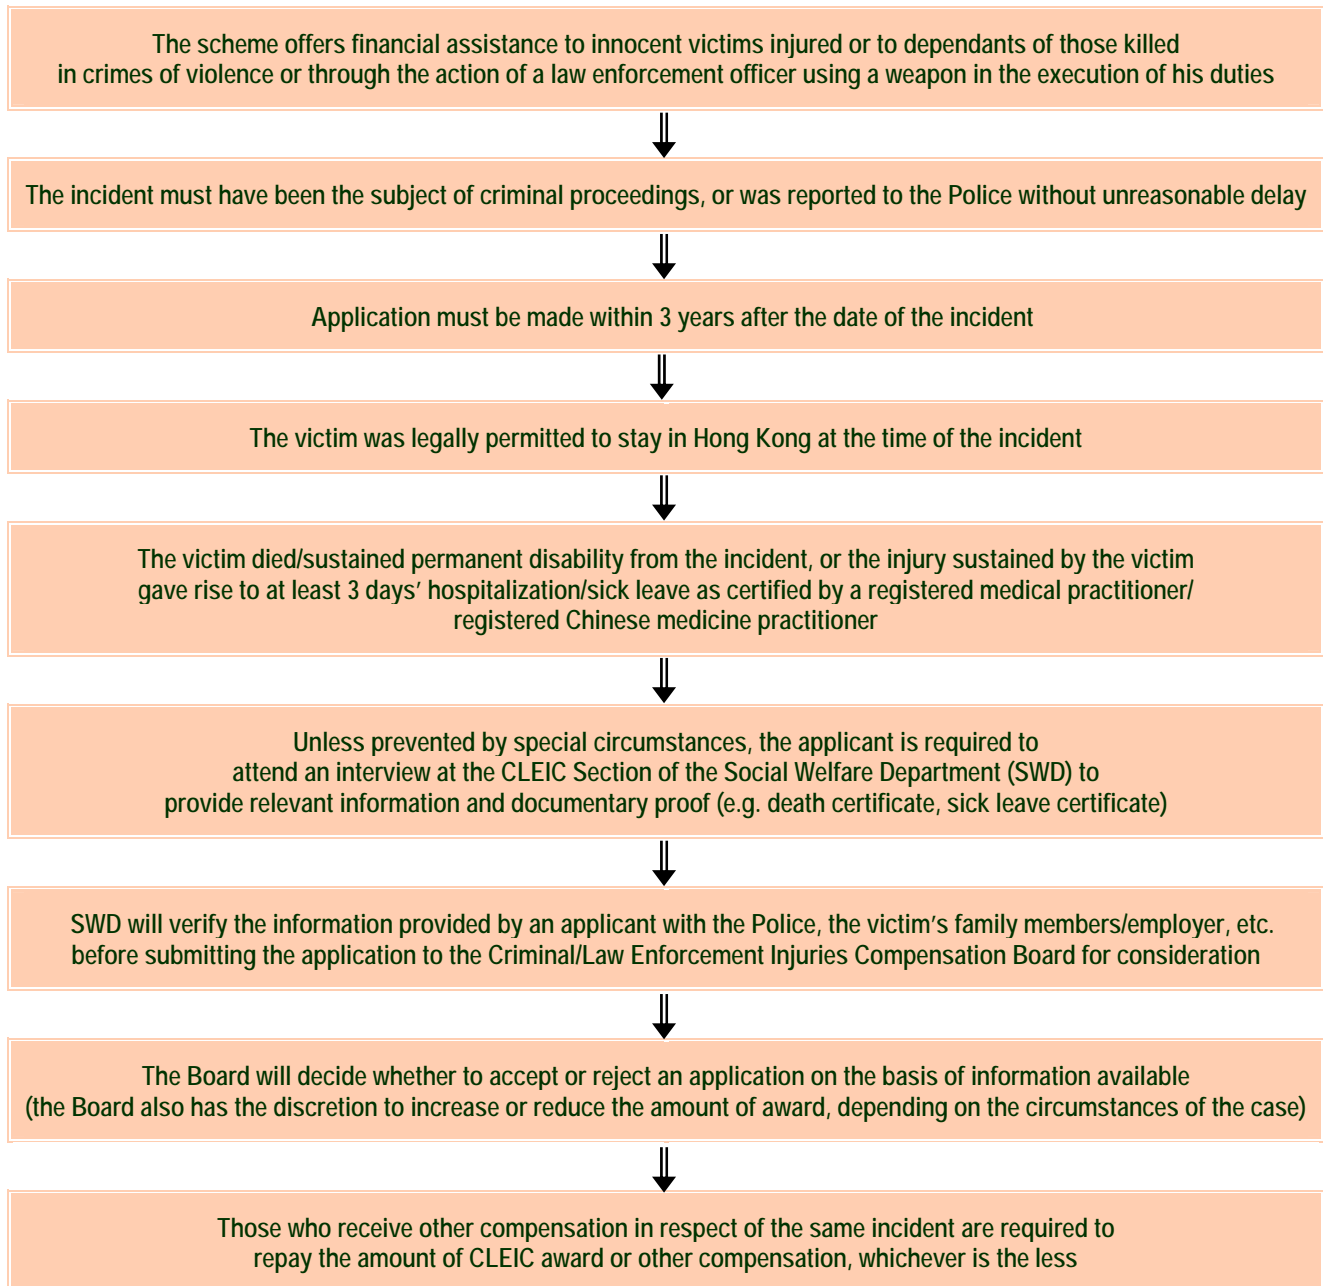 The scheme offers financial assistance to innocent victims injured or to dependants of those killed
in crimes of violence or through the action of a law enforcement officer using a weapon in the execution of his duties
The incident must have been the subject of criminal proceedings, or was reported to the Police without unreasonable delay
Application must be made within 3 years after the date of the incident
The victim was legally permitted to stay in Hong Kong at the time of the incident
The victim died/sustained permanent disability from the incident, or the injury sustained by the victim
gave rise to at least 3 days' hospitalization/sick leave as certified by a registered medical practitioner/
registered Chinese medicine practitioner
Unless prevented by special circumstances, the applicant is required to
attend an interview at the CLEIC Section of the Social Welfare Department (SWD) to
provide relevant information and documentary proof (e.g. death certificate, sick leave certificate)
SWD will verify the information provided by an applicant with the Police, the victim's family members/employer, etc.
before submitting the application to the Criminal/Law Enforcement Injuries Compensation Board for consideration
The Board will decide whether to accept or reject an application on the basis of information available
(the Board also has the discretion to increase or reduce the amount of award, depending on the circumstances of the case)
Those who receive other compensation in respect of the same incident are required to
repay the amount of CLEIC award or other compensation, whichever is the less